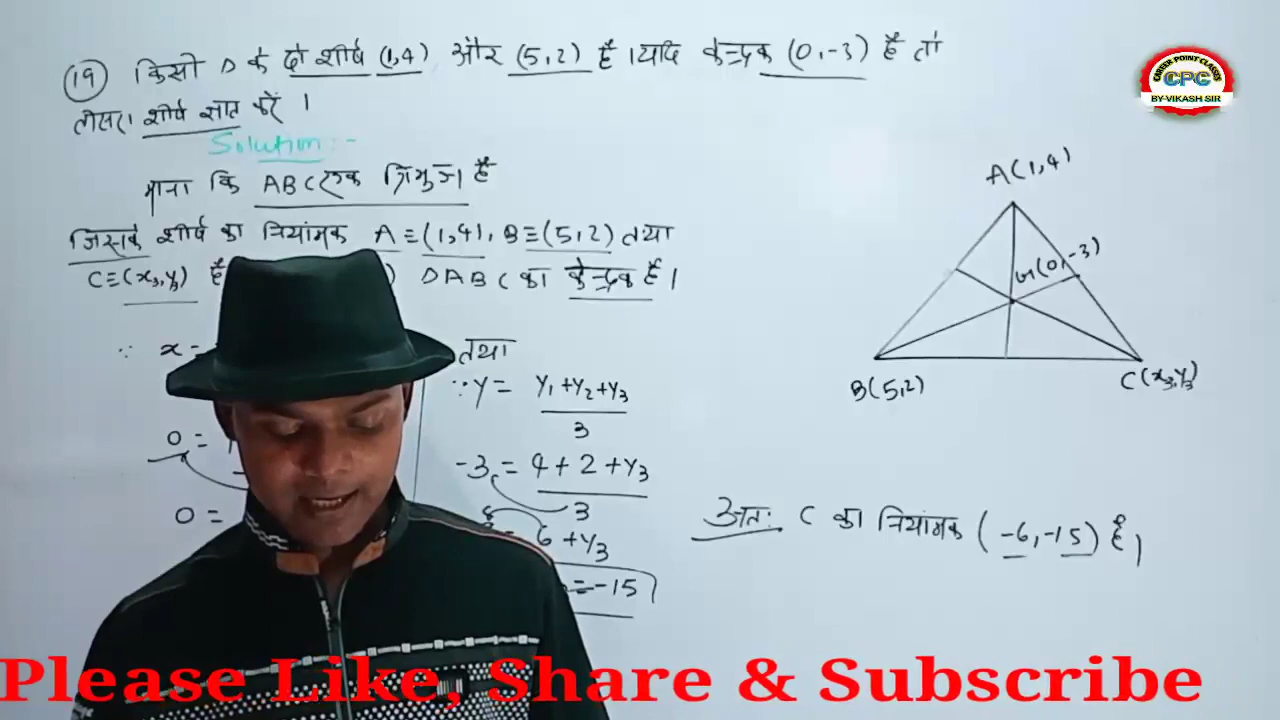 19 किसी Δ के दो शीर्ष (1,4) और (5,2) है । यदि केन्द्रक (0,-3) है तो
तीसरा शीर्ष ज्ञात करें ।
Solution :-
माना कि ABC एक त्रिभुज है
जिसके शीर्ष का नियांमक A≡(1,4), B≡(5,2) तथा
C≡(x₃,y₃) है ) ΔABC का केन्द्रक है ।
∵ x = तथा
∵ y = y₁+y₂+y₃
3
0 = -3 = 4+2+y₃
3
0 = = 6+y₃
= -15
अतः C का नियांमक (-6,-15) है ।
A(1,4)
G(0,-3)
B(5,2) C(x₃,y₃)
CAREER POINT CLASSES
CPC
BY-VIKASH SIR
Please Like, Share & Subscribe